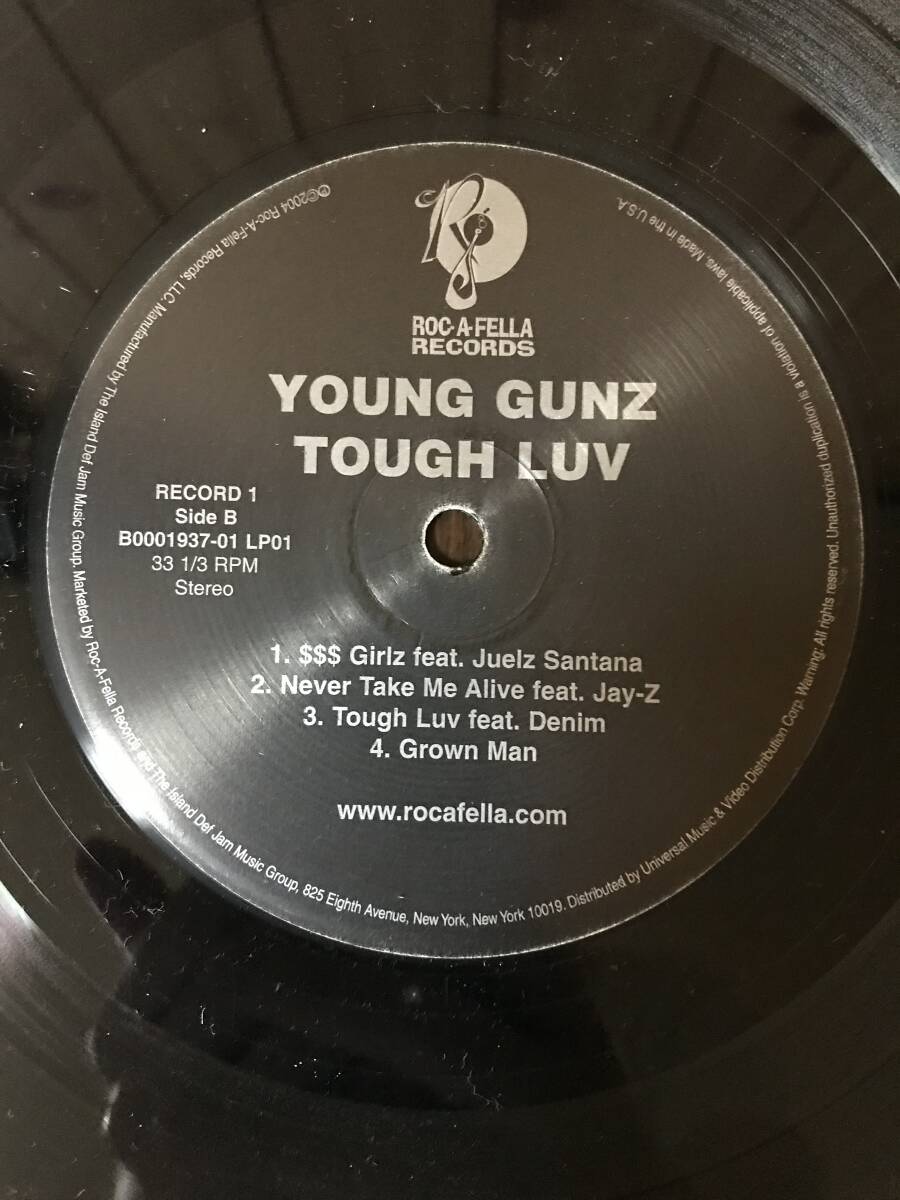 ROC-A-FELLA
RECORDS
YOUNG GUNZ
TOUGH LUV
RECORD 1
Side B
B0001937-01 LP01
33 1/3 RPM
Stereo
1. $$$ Girlz feat. Juelz Santana
2. Never Take Me Alive feat. Jay-Z
3. Tough Luv feat. Denim
4. Grown Man
www.rocafella.com
℗©2004 Roc-A-Fella Records, LLC. Manufactured by The Island Def Jam Music Group. Marketed by Roc-A-Fella Records and The Island Def Jam Music Group, 825 Eighth Avenue, New York, New York 10019. Distributed by Universal Music & Video Distribution Corp. Warning: All rights reserved. Unauthorized duplication is a violation of applicable laws. Made in the U.S.A.